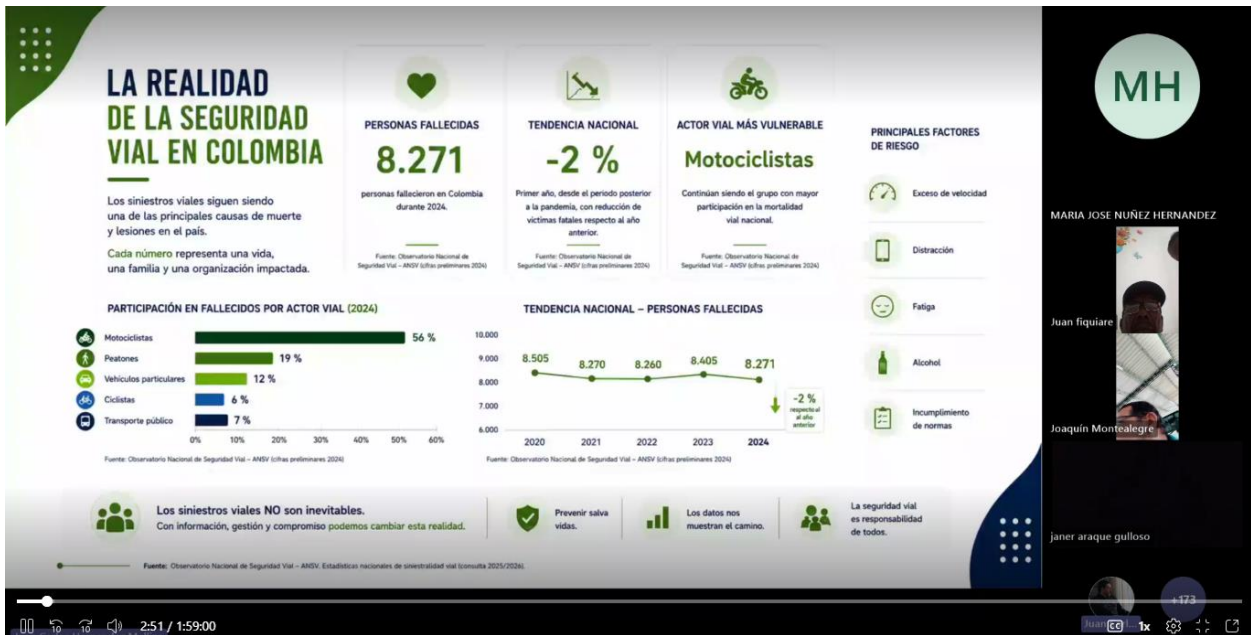 LA REALIDAD
DE LA SEGURIDAD
VIAL EN COLOMBIA
Los siniestros viales siguen siendo
una de las principales causas de muerte
y lesiones en el país.
Cada número representa una vida,
una familia y una organización impactada.
PERSONAS FALLECIDAS
8.271
personas fallecieron en Colombia
durante 2024.
Fuente: Observatorio Nacional de
Seguridad Vial – ANSV (cifras preliminares 2024)
TENDENCIA NACIONAL
-2 %
Primer año, desde el periodo posterior
a la pandemia, con reducción de
víctimas fatales respecto al año
anterior.
Fuente: Observatorio Nacional de
Seguridad Vial – ANSV (cifras preliminares 2024)
ACTOR VIAL MÁS VULNERABLE
Motociclistas
Continúan siendo el grupo con mayor
participación en la mortalidad
vial nacional.
Fuente: Observatorio Nacional de
Seguridad Vial – ANSV (cifras preliminares 2024)
PRINCIPALES FACTORES
DE RIESGO
Exceso de velocidad
Distracción
Fatiga
Alcohol
Incumplimiento
de normas
PARTICIPACIÓN EN FALLECIDOS POR ACTOR VIAL (2024)
Motociclistas 56 %
Peatones 19 %
Vehículos particulares 12 %
Ciclistas 6 %
Transporte público 7 %
0% 10% 20% 30% 40% 50% 60%
Fuente: Observatorio Nacional de Seguridad Vial – ANSV (cifras preliminares 2024)
TENDENCIA NACIONAL – PERSONAS FALLECIDAS
10.000
9.000
8.000
7.000
6.000
8.505 8.270 8.260 8.405 8.271
-2 %
respecto al
al año
anterior
2020 2021 2022 2023 2024
Fuente: Observatorio Nacional de Seguridad Vial – ANSV (cifras preliminares 2024)
Los siniestros viales NO son inevitables.
Con información, gestión y compromiso podemos cambiar esta realidad.
Prevenir salva
vidas.
Los datos nos
muestran el camino.
La seguridad vial
es responsabilidad
de todos.
Fuente: Observatorio Nacional de Seguridad Vial – ANSV. Estadísticas nacionales de siniestralidad vial (consulta 2025/2026).
MH
MARIA JOSE NUÑEZ HERNANDEZ
Juan fiquiare
Joaquín Montealegre
janer araque gulloso
+173
10 10 2:51 / 1:59:00
CC 1x